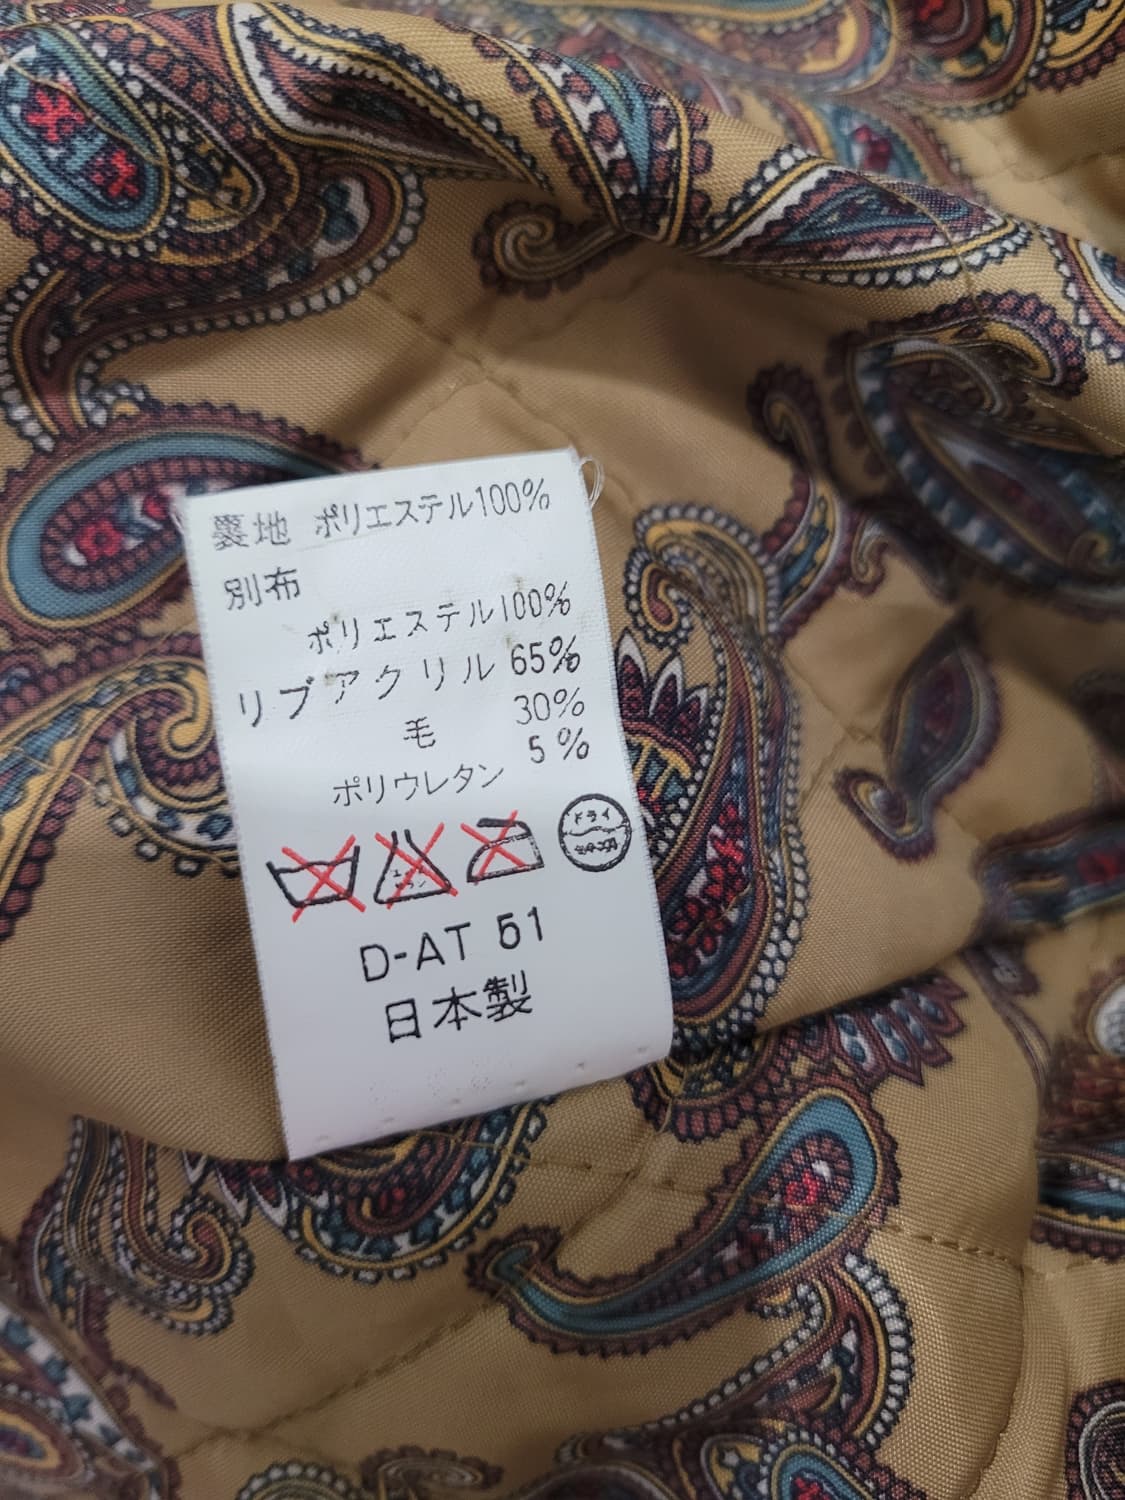 裏地 ポリエステル100%
別布
ポリエステル100%
リブアクリル 65%
毛 30%
ポリウレタン 5%
ドライ
D-AT 51
日本製